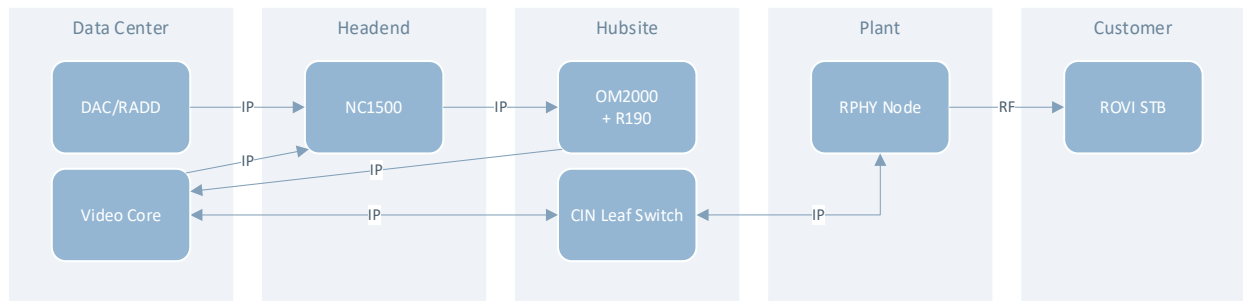 Data Center
Headend
Hubsite
Plant
Customer
DAC/RADD
IP
NC1500
IP
OM2000
+ R190
RPHY Node
RF
ROVI STB
IP
IP
Video Core
IP
CIN Leaf Switch
IP